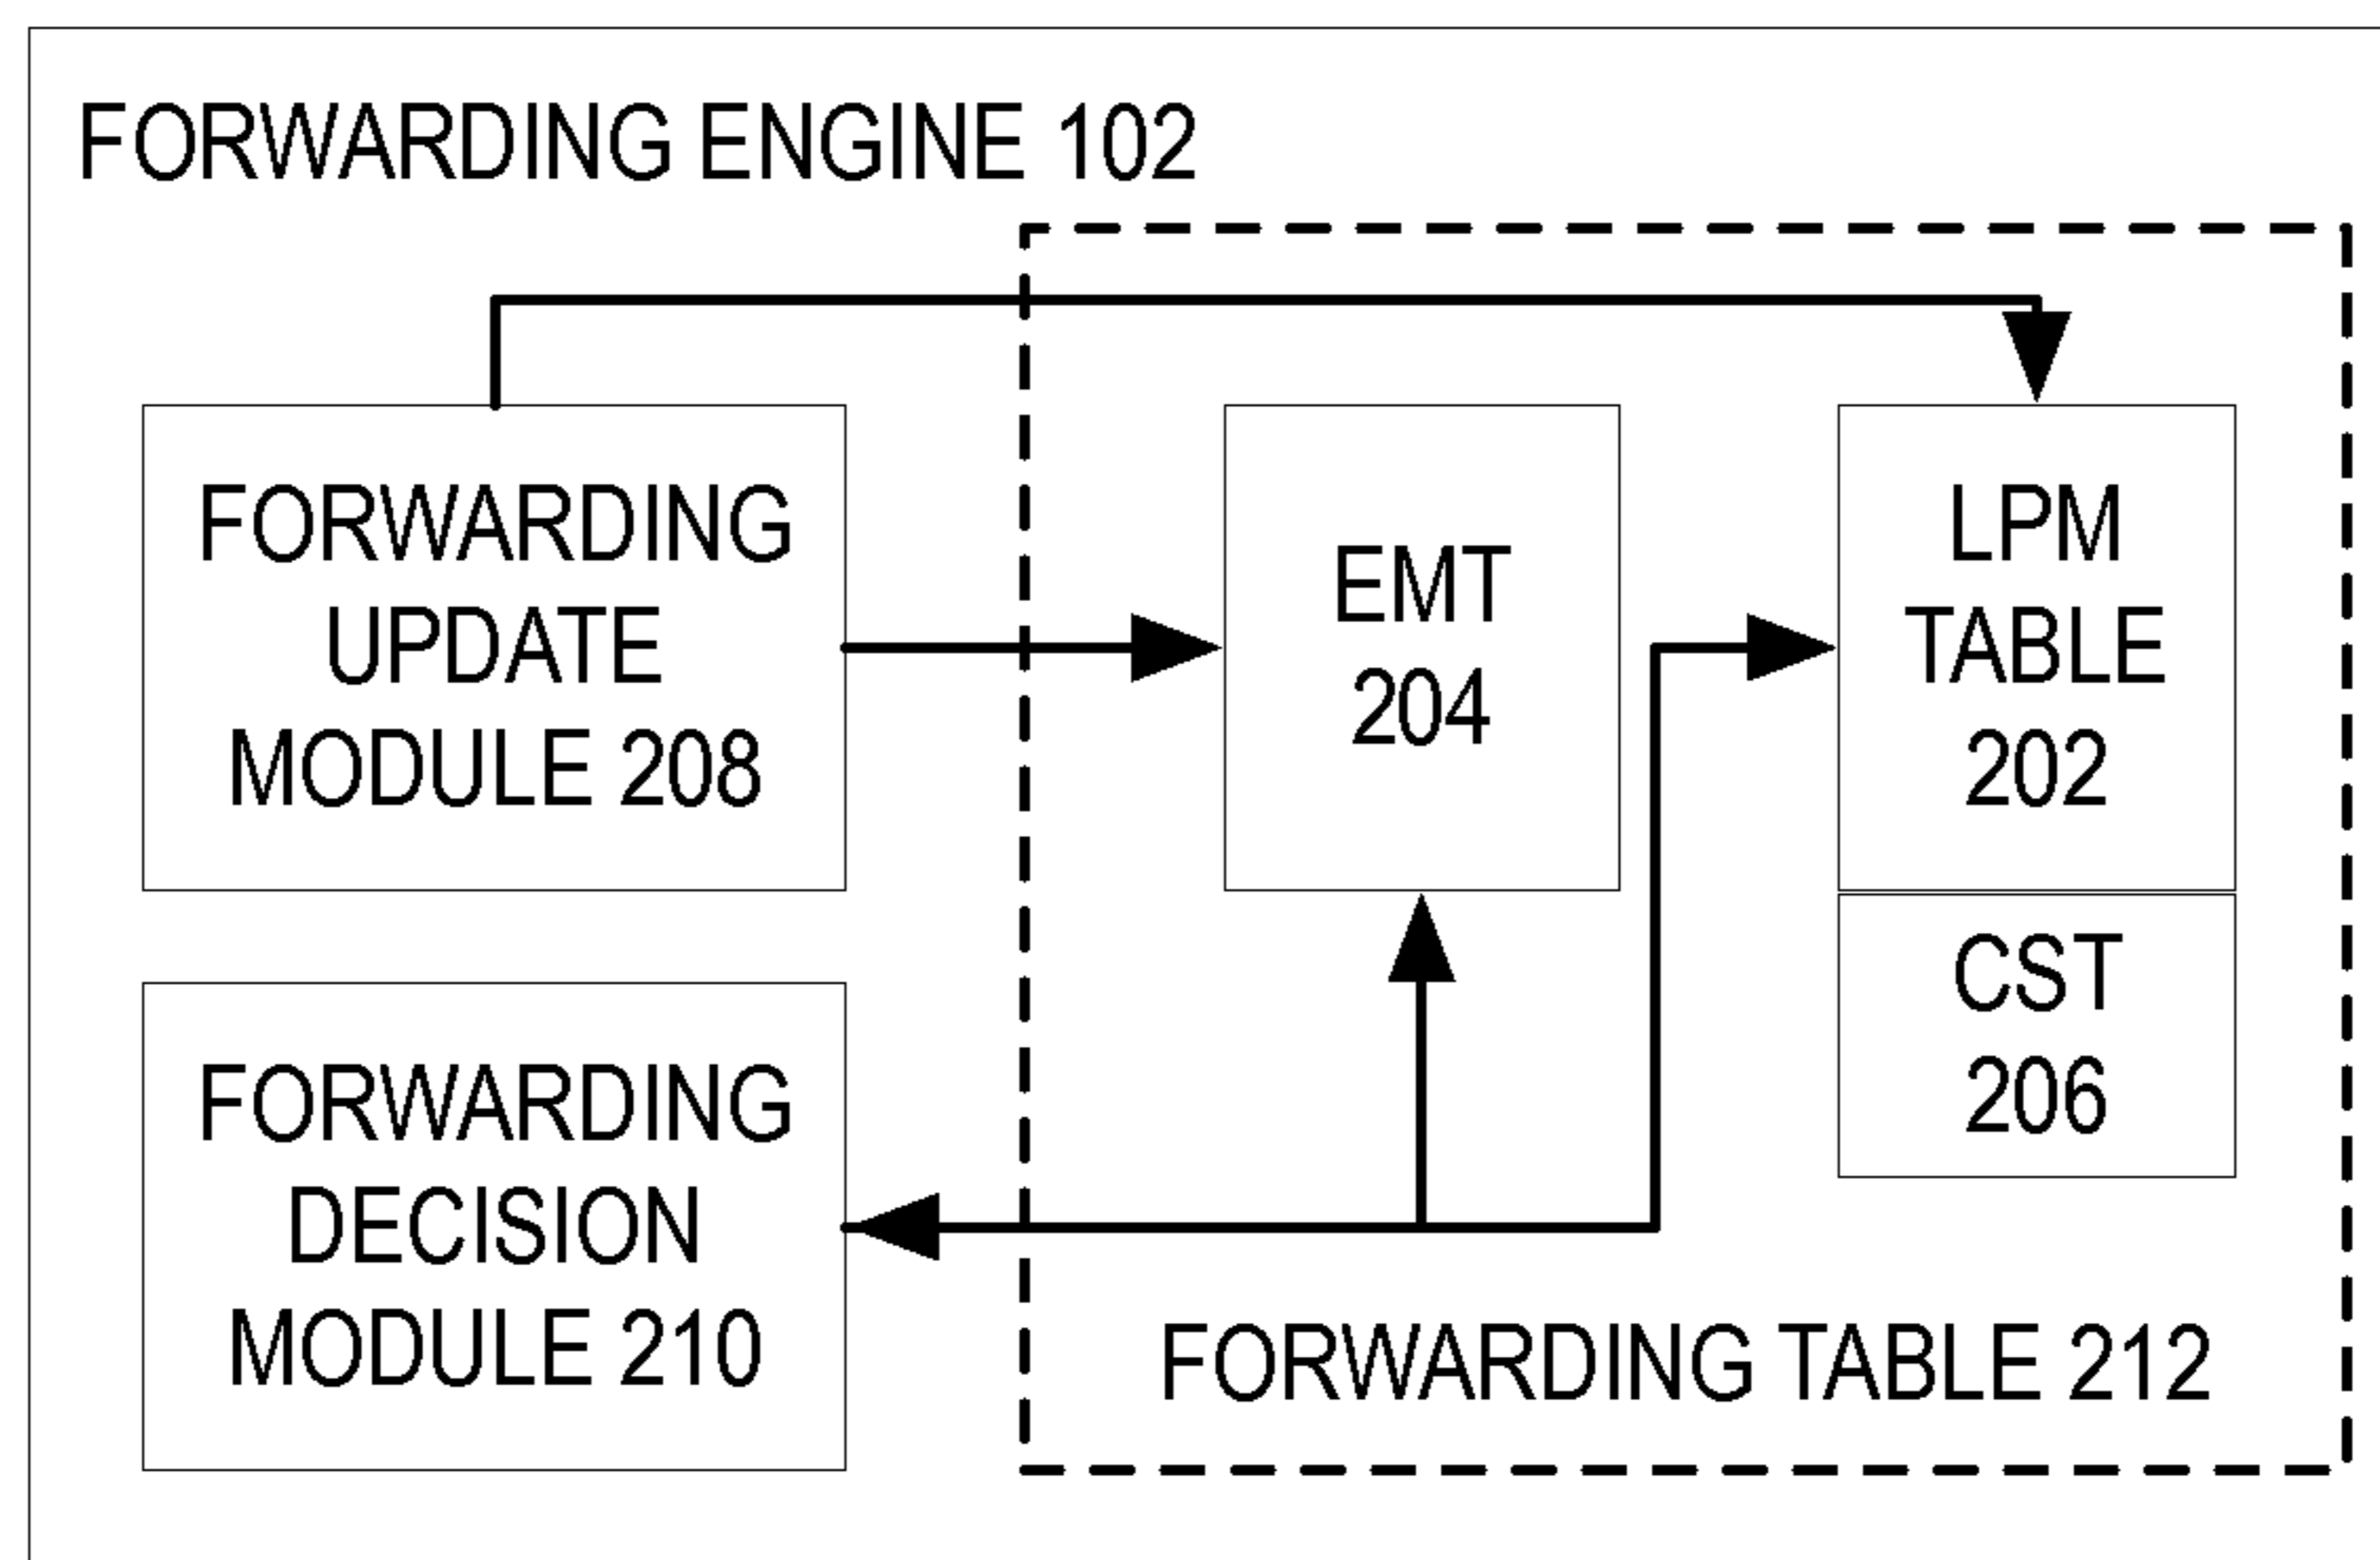 FORWARDING ENGINE 102
FORWARDING
UPDATE
MODULE 208
EMT
204
LPM
TABLE
202
CST
206
FORWARDING
DECISION
MODULE 210
FORWARDING TABLE 212